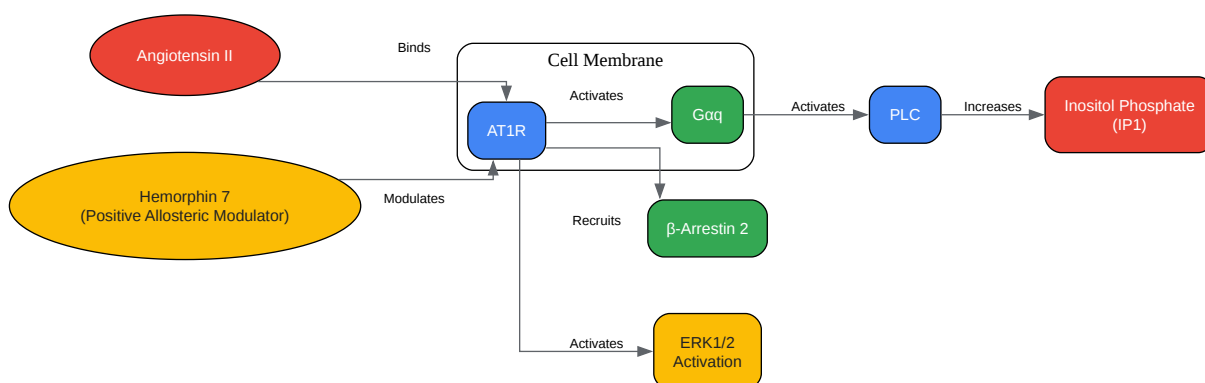 Angiotensin II
Binds
Cell Membrane
Activates
AT1R
Gαq
Activates
PLC
Increases
Inositol Phosphate
(IP1)
Hemorphin 7
(Positive Allosteric Modulator)
Modulates
Recruits
β-Arrestin 2
Activates
ERK1/2
Activation